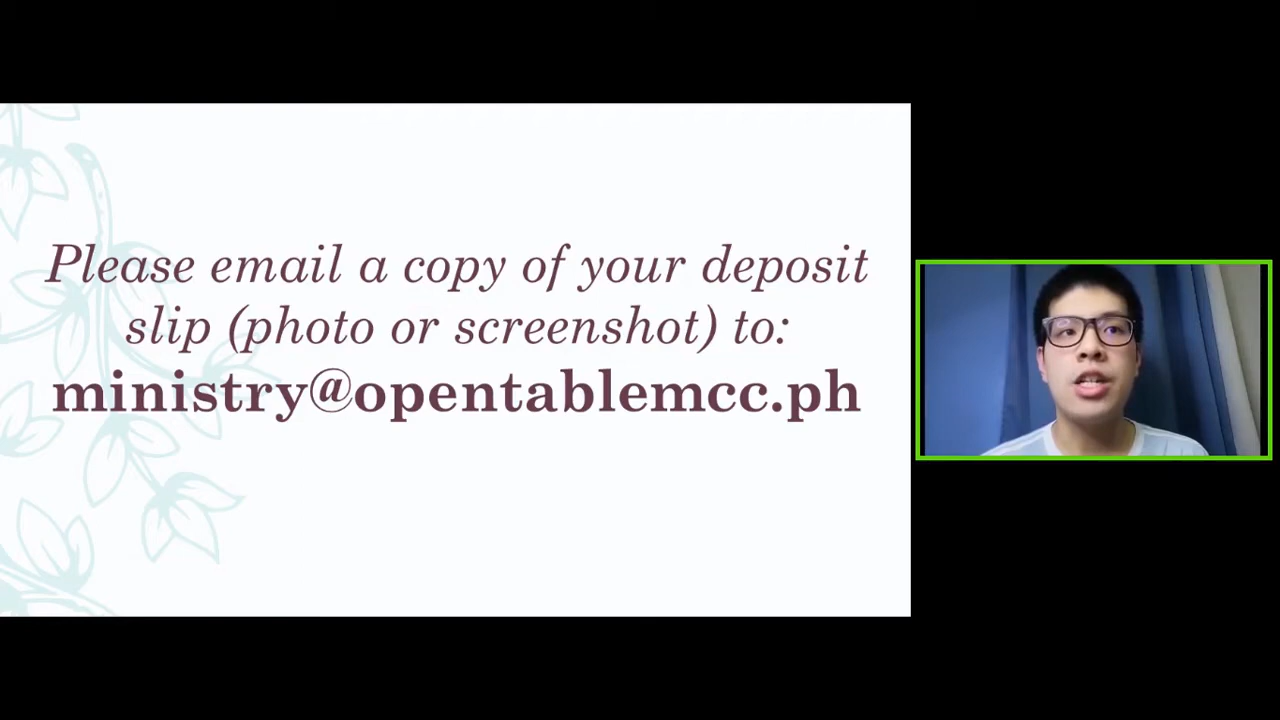 Please email a copy of your deposit
slip (photo or screenshot) to:
ministry@opentablemcc.ph